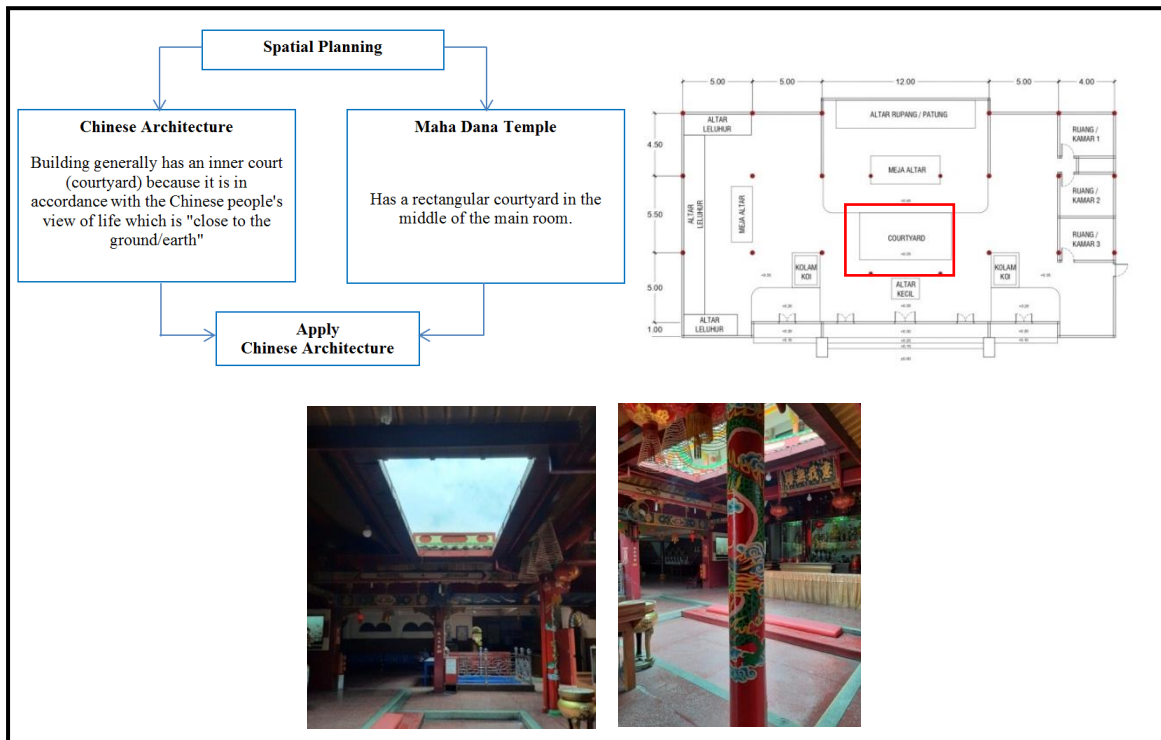 Spatial Planning
Chinese Architecture
Building generally has an inner court
(courtyard) because it is in
accordance with the Chinese people's
view of life which is "close to the
ground/earth"
Maha Dana Temple
Has a rectangular courtyard in the
middle of the main room.
Apply
Chinese Architecture
5.00
5.00
12.00
5.00
4.00
4.50
5.50
5.00
1.00
ALTAR
LELUHUR
ALTAR RUPANG / PATUNG
RUANG /
KAMAR 1
MEJA ALTAR
RUANG /
KAMAR 2
ALTAR
LELUHUR
MEJA ALTAR
COURTYARD
RUANG /
KAMAR 3
KOLAM
KOI
KOLAM
KOI
ALTAR
KECIL
ALTAR
LELUHUR